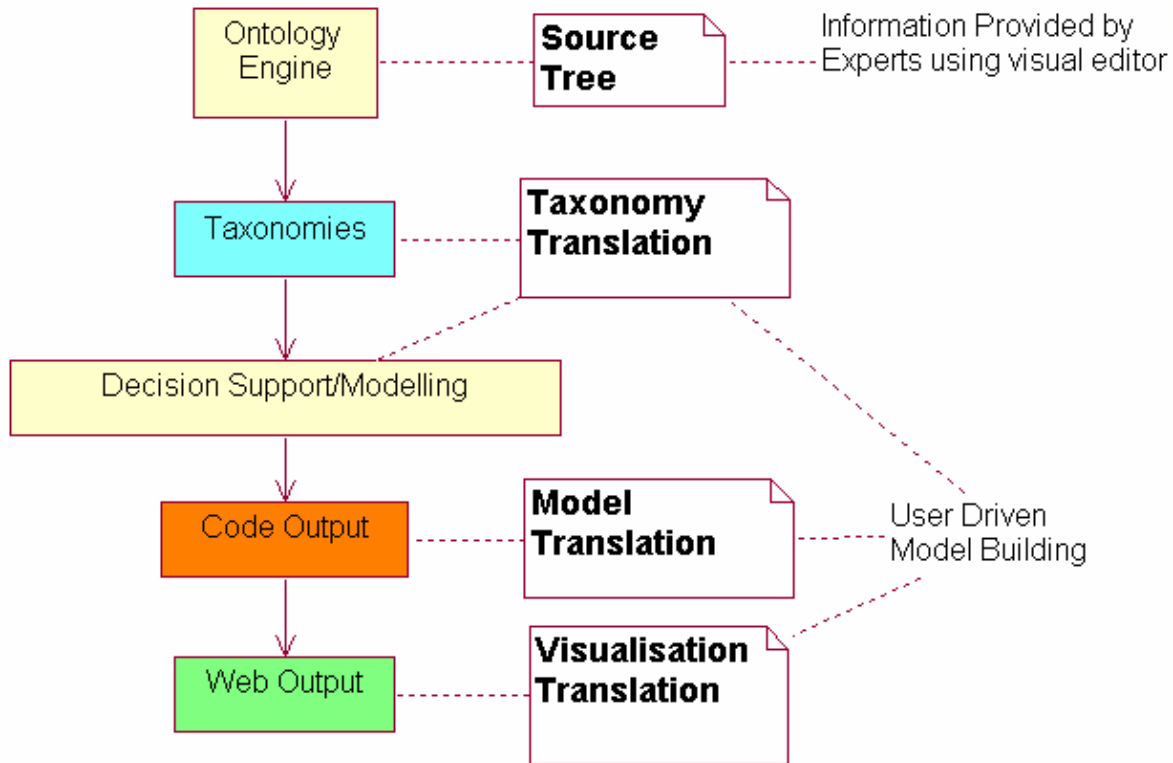 Ontology
Engine
Source
Tree
Information Provided by
Experts using visual editor
Taxonomies
Taxonomy
Translation
Decision Support/Modelling
Code Output
Model
Translation
User Driven
Model Building
Web Output
Visualisation
Translation